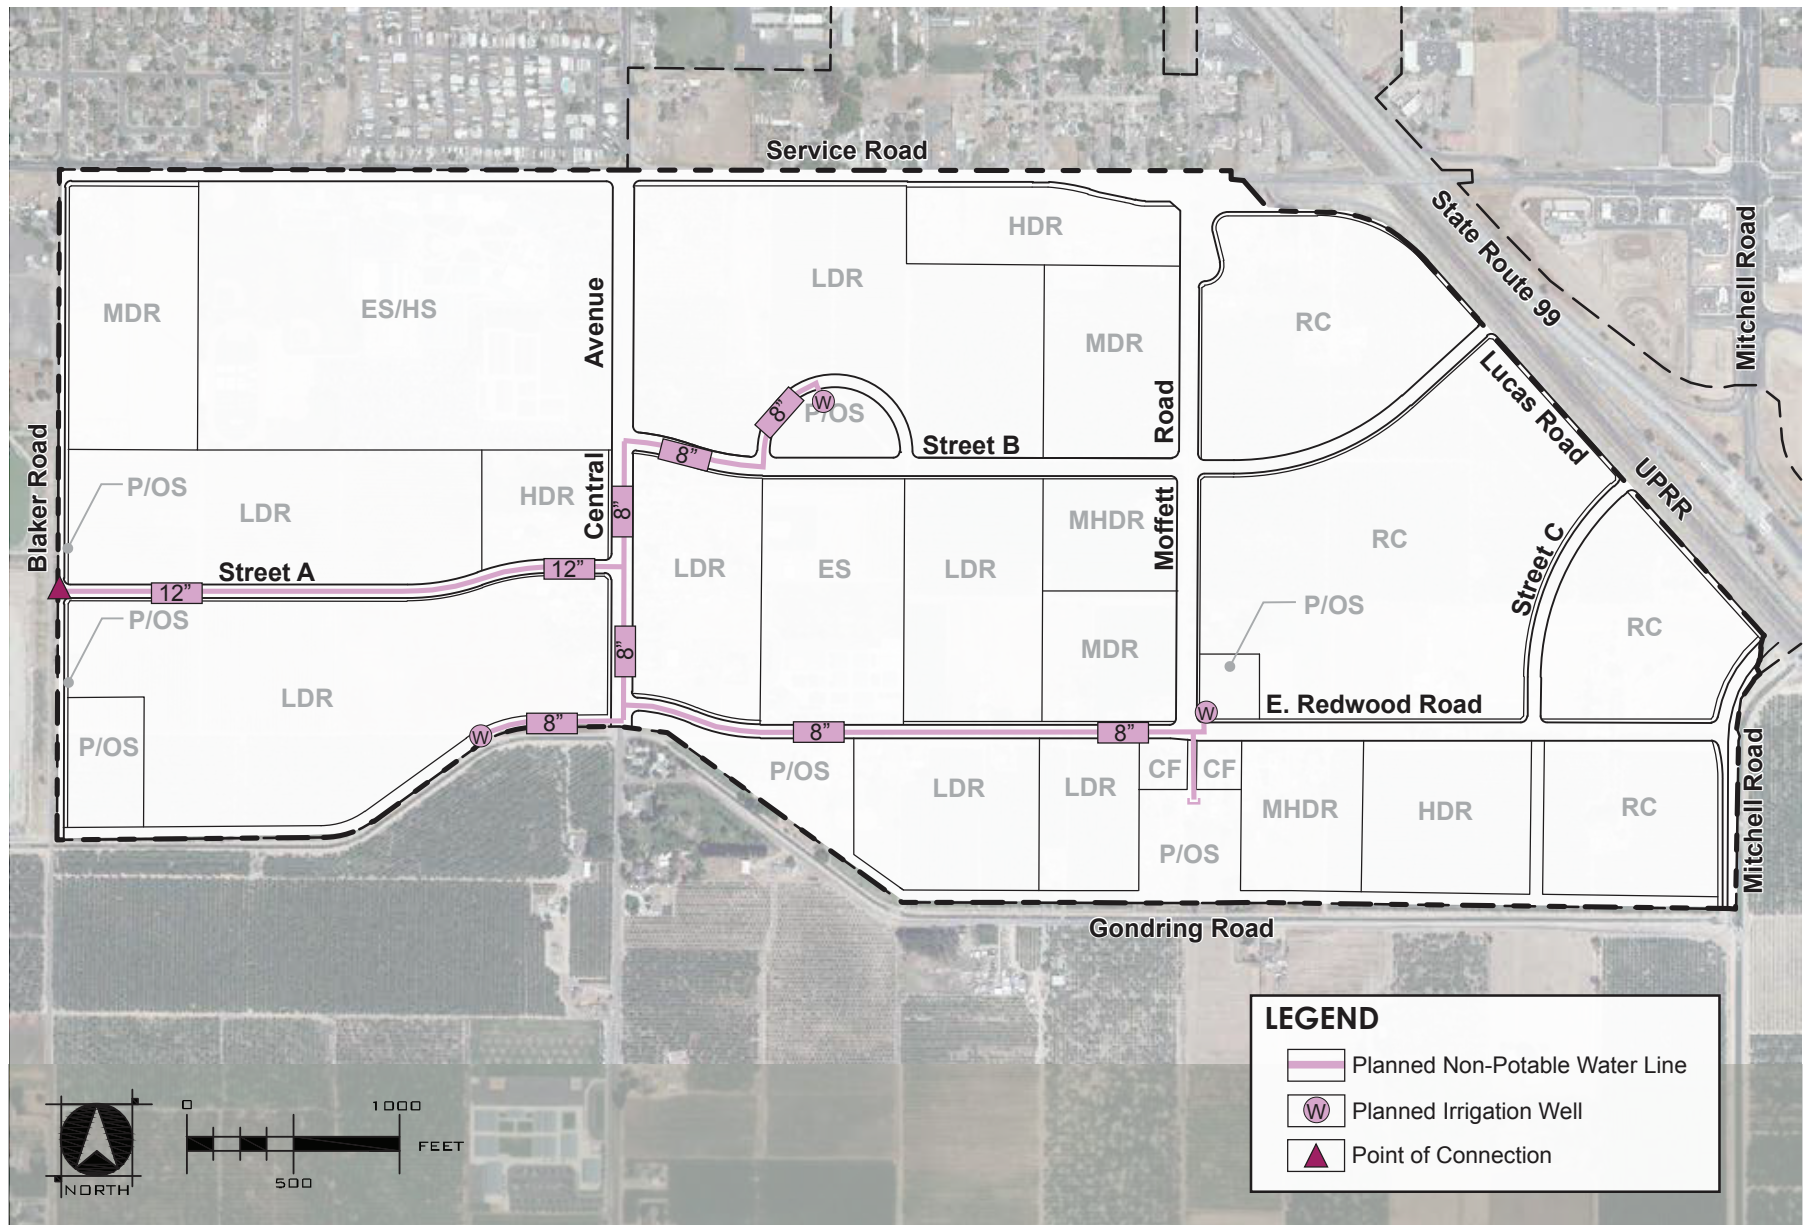 Service Road
State Route 99
Mitchell Road
HDR
LDR
MDR
ES/HS
Avenue
RC
MDR
Lucas Road
Road
W
P/OS
8”
Street B
8”
Blaker Road
P/OS
LDR
HDR
Central
8”
MHDR
Moffett
UPRR
RC
Street C
LDR
ES
LDR
Street A
12”
12”
P/OS
P/OS
RC
8”
MDR
LDR
P/OS
W
8”
8”
8”
W
E. Redwood Road
P/OS
LDR
LDR
CF
CF
MHDR
HDR
RC
P/OS
Mitchell Road
Gondring Road
LEGEND
Planned Non-Potable Water Line
W Planned Irrigation Well
Point of Connection
0 1000
FEET
500
NORTH